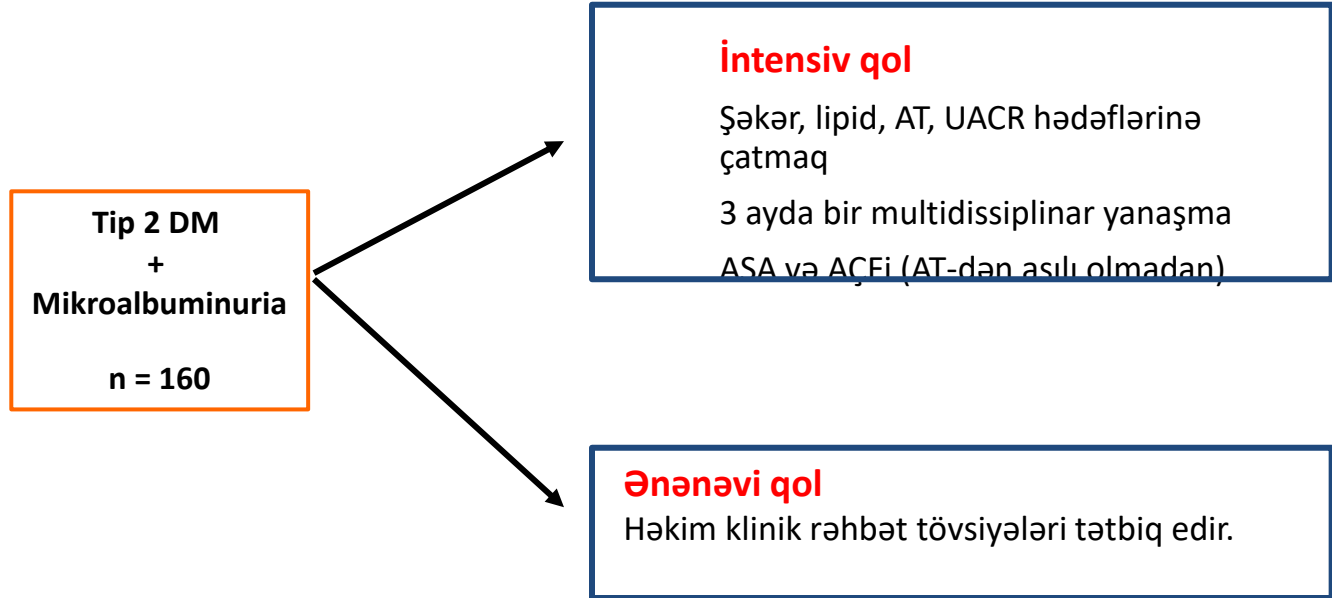 Tip 2 DM
+
Mikroalbuminuria
n = 160
İntensiv qol
Şəkər, lipid, AT, UACR hədəflərinə
çatmaq
3 ayda bir multidissiplinar yanaşma
ASA və AÇFi (AT-dən asılı olmadan)
Ənənəvi qol
Həkim klinik rəhbət tövsiyələri tətbiq edir.